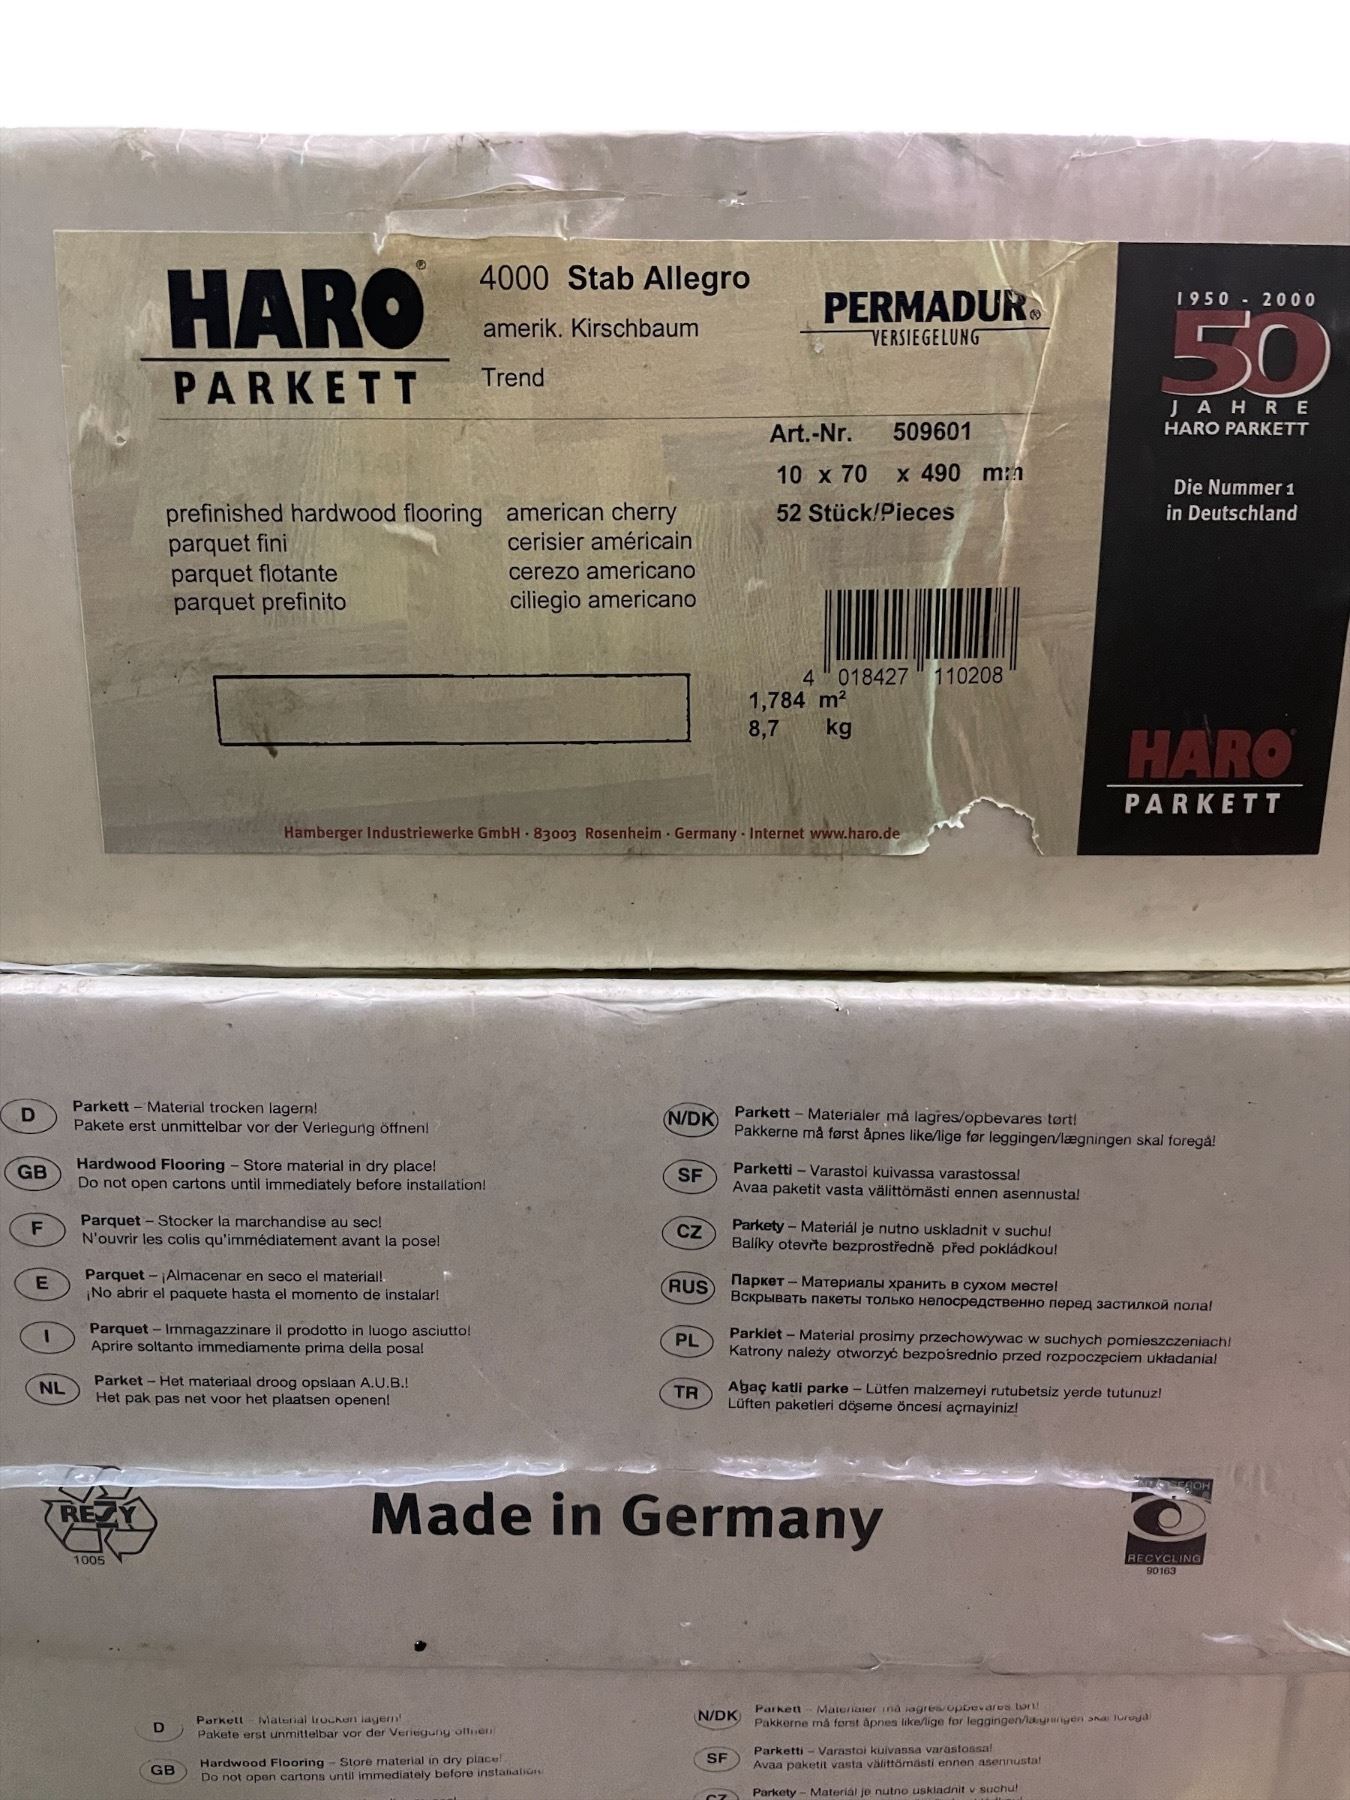 HARO®
PARKETT
4000 Stab Allegro
amerik. Kirschbaum
Trend
PERMADUR®
VERSIEGELUNG
Art.-Nr. 509601
10 x 70 x 490 mm
52 Stück/Pieces
prefinished hardwood flooring american cherry
parquet fini cerisier américain
parquet flotante cerezo americano
parquet prefinito ciliegio americano
4 018427 110208
1,784 m²
8,7 kg
Hamberger Industriewerke GmbH · 83003 Rosenheim · Germany · Internet www.haro.de
1950 - 2000
50
JAHRE
HARO PARKETT
Die Nummer 1
in Deutschland
HARO
PARKETT
D Parkett – Material trocken lagern!
Pakete erst unmittelbar vor der Verlegung öffnen!
GB Hardwood Flooring – Store material in dry place!
Do not open cartons until immediately before installation!
F Parquet – Stocker la marchandise au sec!
N'ouvrir les colis qu'immédiatement avant la pose!
E Parquet – ¡Almacenar en seco el material!
¡No abrir el paquete hasta el momento de instalar!
I Parquet – Immagazzinare il prodotto in luogo asciutto!
Aprire soltanto immediamente prima della posa!
NL Parket – Het materiaal droog opslaan A.U.B.!
Het pak pas net voor het plaatsen openen!
N/DK Parkett – Materialer må lagres/opbevares tørt!
Pakkerne må først åpnes like/lige før leggingen/lægningen skal foregå!
SF Parketti – Varastoi kuivassa varastossa!
Avaa paketit vasta välittömästi ennen asennusta!
CZ Parkety – Materiál je nutno uskladnit v suchu!
Balíky otevřte bezprostředně před pokládkou!
RUS Паркет – Материалы хранить в сухом месте!
Вскрывать пакеты только непосредственно перед застилкой пола!
PL Parkiet – Material prosimy przechowywac w suchych pomieszczeniach!
Katrony należy otworzyć bezpośrednio przed rozpoczęciem układania!
TR Ağaç katli parke – Lütfen malzemeyi rutubetsiz yerde tutunuz!
Lüften paketleri döşeme öncesi açmayiniz!
RESY
1005
Made in Germany
RECYCLING
90163
D Parkett – Material trocken lagern!
Pakete erst unmittelbar vor der Verlegung öffnen!
GB Hardwood Flooring – Store material in dry place!
Do not open cartons until immediately before installation!
N/DK Parkett – Materialer må lagres/opbevares tørt!
Pakkerne må først åpnes like/lige før leggingen/lægningen skal foregå!
SF Parketti – Varastoi kuivassa varastossa!
Avaa paketit vasta välittömästi ennen asennusta!
CZ Parkety – Materiál je nutno uskladnit v suchu!